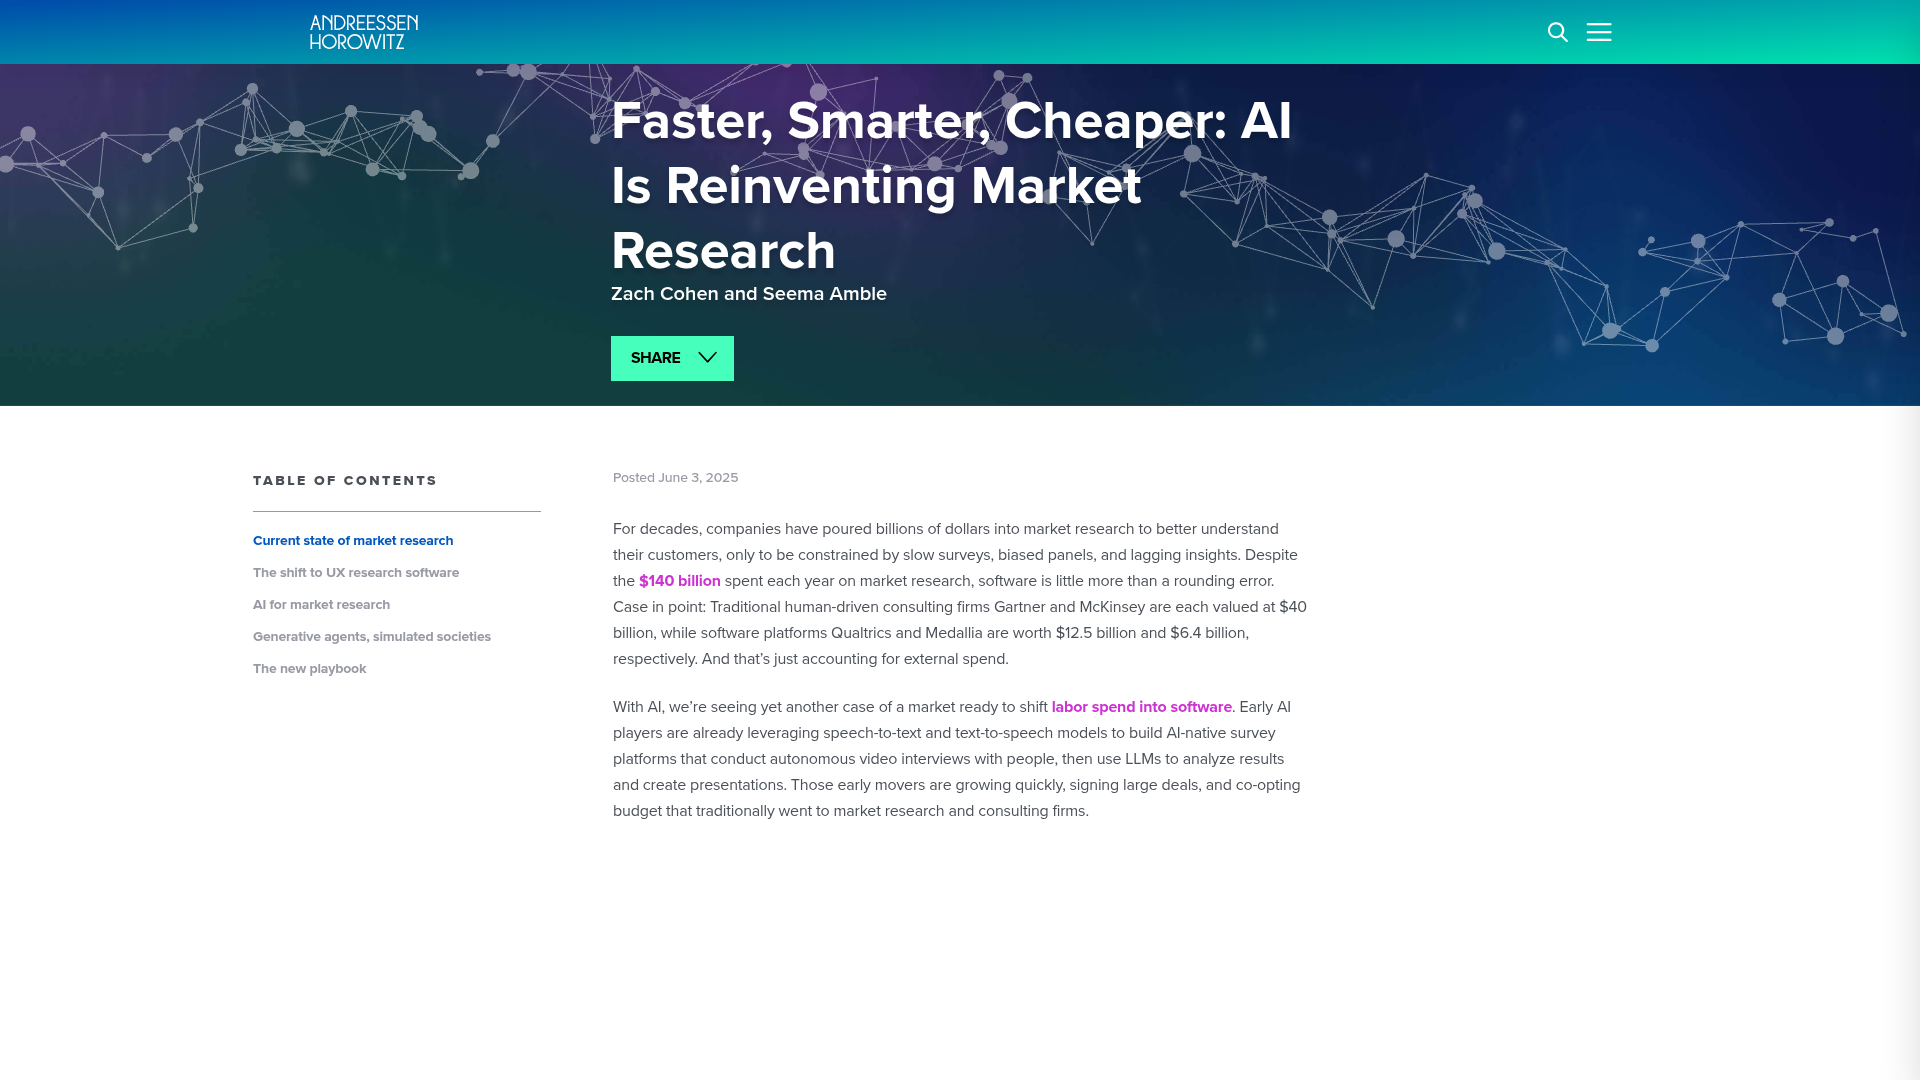 ANDREESSEN
HOROWITZ
Faster, Smarter, Cheaper: AI
Is Reinventing Market
Research
Zach Cohen and Seema Amble
SHARE
TABLE OF CONTENTS
Current state of market research
The shift to UX research software
AI for market research
Generative agents, simulated societies
The new playbook
Posted June 3, 2025
For decades, companies have poured billions of dollars into market research to better understand
their customers, only to be constrained by slow surveys, biased panels, and lagging insights. Despite
the $140 billion spent each year on market research, software is little more than a rounding error.
Case in point: Traditional human-driven consulting firms Gartner and McKinsey are each valued at $40
billion, while software platforms Qualtrics and Medallia are worth $12.5 billion and $6.4 billion,
respectively. And that’s just accounting for external spend.
With AI, we’re seeing yet another case of a market ready to shift labor spend into software. Early AI
players are already leveraging speech-to-text and text-to-speech models to build AI-native survey
platforms that conduct autonomous video interviews with people, then use LLMs to analyze results
and create presentations. Those early movers are growing quickly, signing large deals, and co-opting
budget that traditionally went to market research and consulting firms.